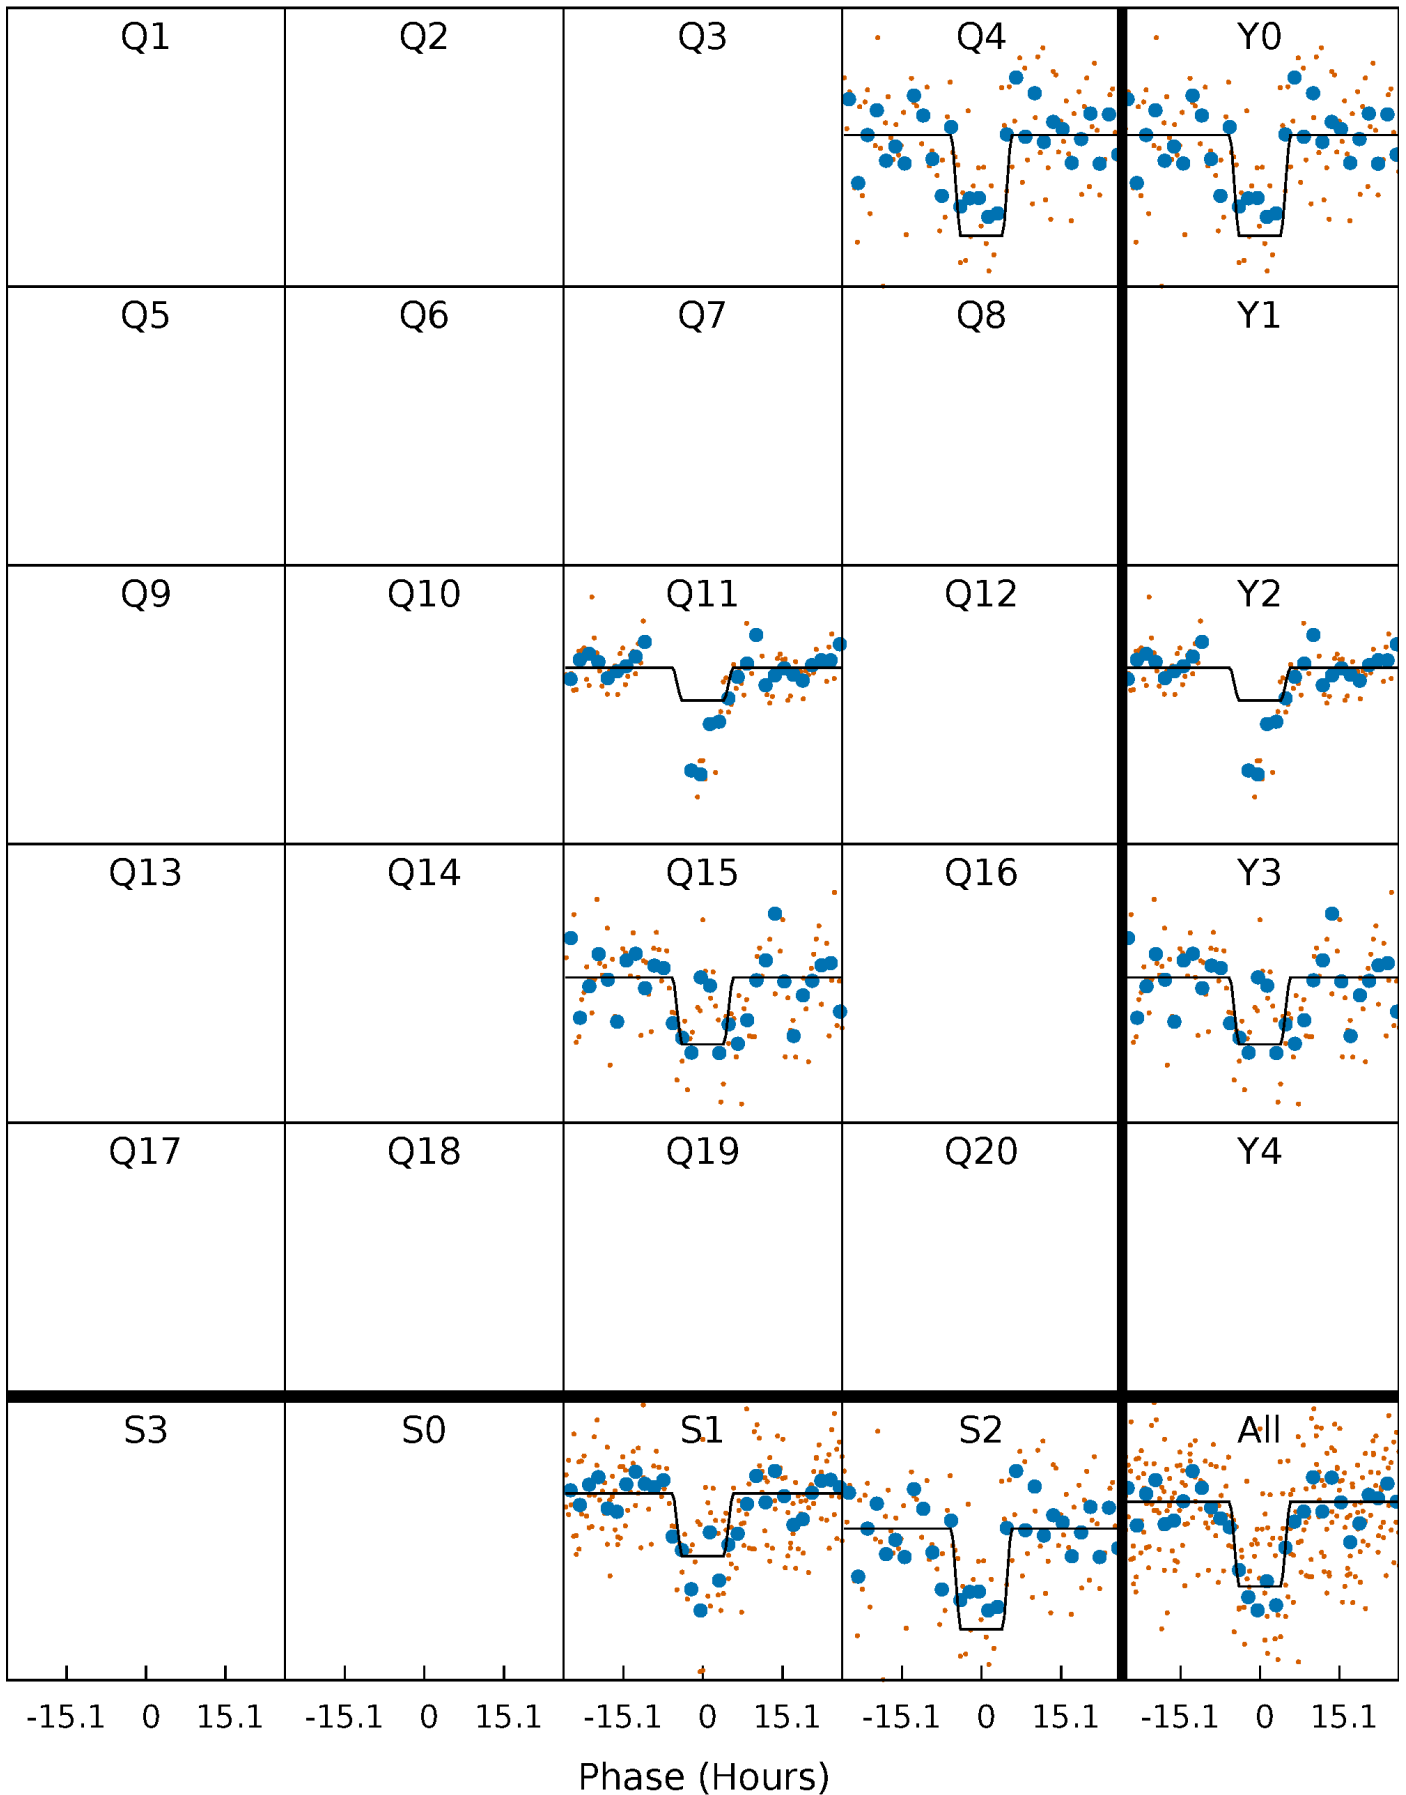 Q1 Q2 Q3 Q4 Y0
Q5 Q6 Q7 Q8 Y1
Q9 Q10 Q11 Q12 Y2
Q13 Q14 Q15 Q16 Y3
Q17 Q18 Q19 Q20 Y4
S3 S0 S1 S2 All
-15.1 0 15.1 -15.1 0 15.1 -15.1 0 15.1 -15.1 0 15.1 -15.1 0 15.1
Phase (Hours)